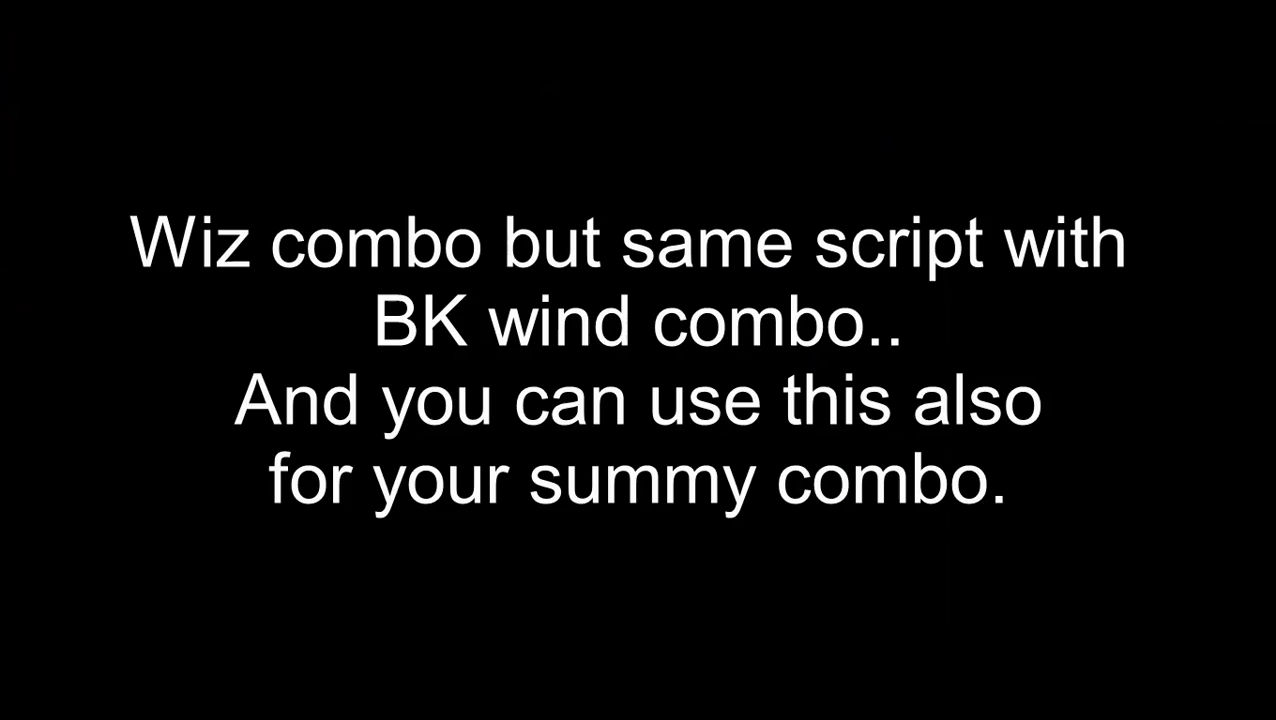 Wiz combo but same script with
BK wind combo..
And you can use this also
for your summy combo.